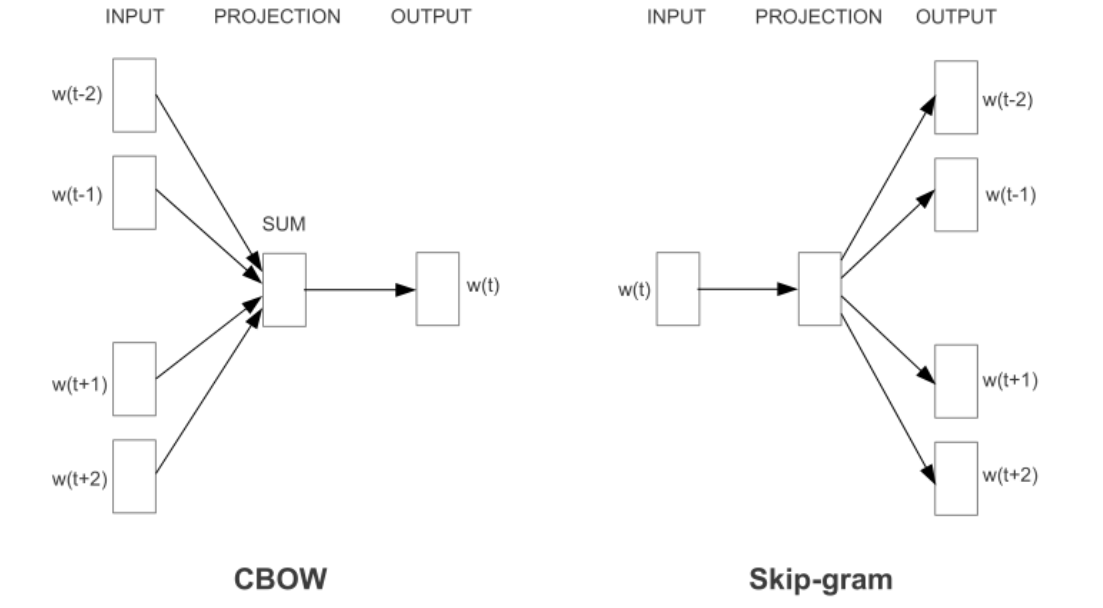 INPUT PROJECTION OUTPUT
w(t-2)
w(t-1)
SUM
w(t)
w(t+1)
w(t+2)
CBOW
INPUT PROJECTION OUTPUT
w(t-2)
w(t-1)
w(t)
w(t+1)
w(t+2)
Skip-gram